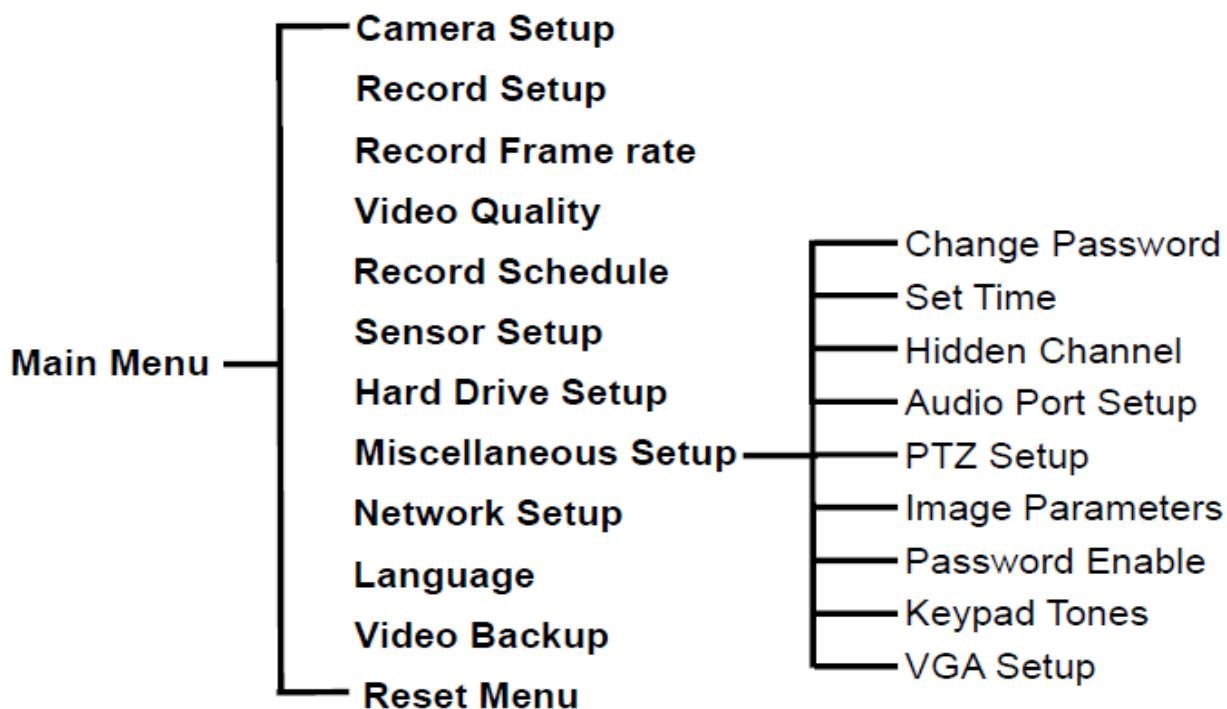 Main Menu
Camera Setup
Record Setup
Record Frame rate
Video Quality
Record Schedule
Sensor Setup
Hard Drive Setup
Miscellaneous Setup
Network Setup
Language
Video Backup
Reset Menu
Change Password
Set Time
Hidden Channel
Audio Port Setup
PTZ Setup
Image Parameters
Password Enable
Keypad Tones
VGA Setup